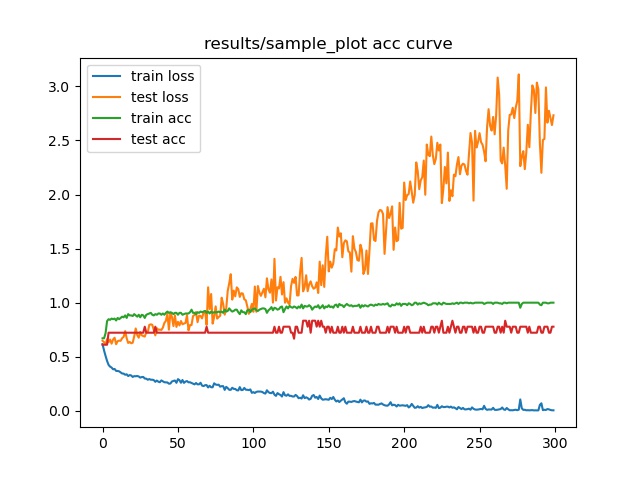 results/sample_plot acc curve
train loss
test loss
train acc
test acc
3.0
2.5
2.0
1.5
1.0
0.5
0.0
0 50 100 150 200 250 300